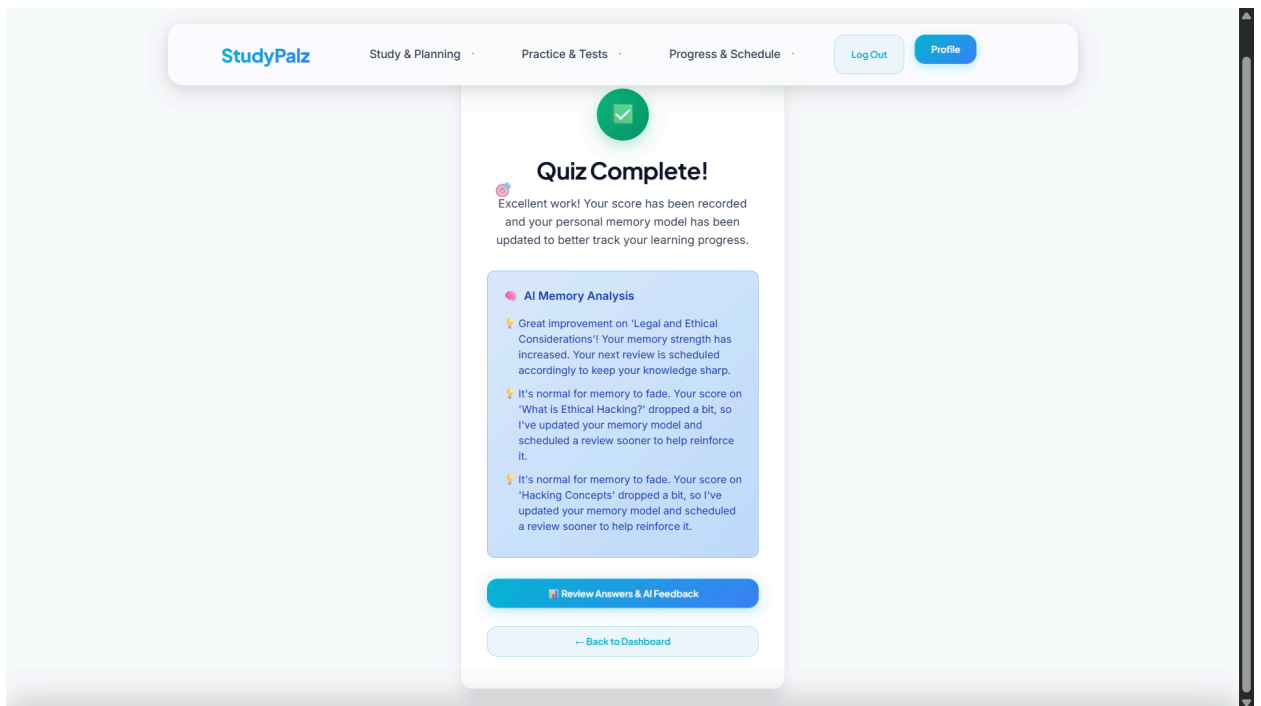 StudyPalz
Study & Planning
Practice & Tests
Progress & Schedule
Log Out
Profile
Quiz Complete!
Excellent work! Your score has been recorded
and your personal memory model has been
updated to better track your learning progress.
AI Memory Analysis
Great improvement on 'Legal and Ethical
Considerations'! Your memory strength has
increased. Your next review is scheduled
accordingly to keep your knowledge sharp.
It's normal for memory to fade. Your score on
'What is Ethical Hacking?' dropped a bit, so
I've updated your memory model and
scheduled a review sooner to help reinforce
it.
It's normal for memory to fade. Your score on
'Hacking Concepts' dropped a bit, so I've
updated your memory model and scheduled
a review sooner to help reinforce it.
Review Answers & AI Feedback
← Back to Dashboard